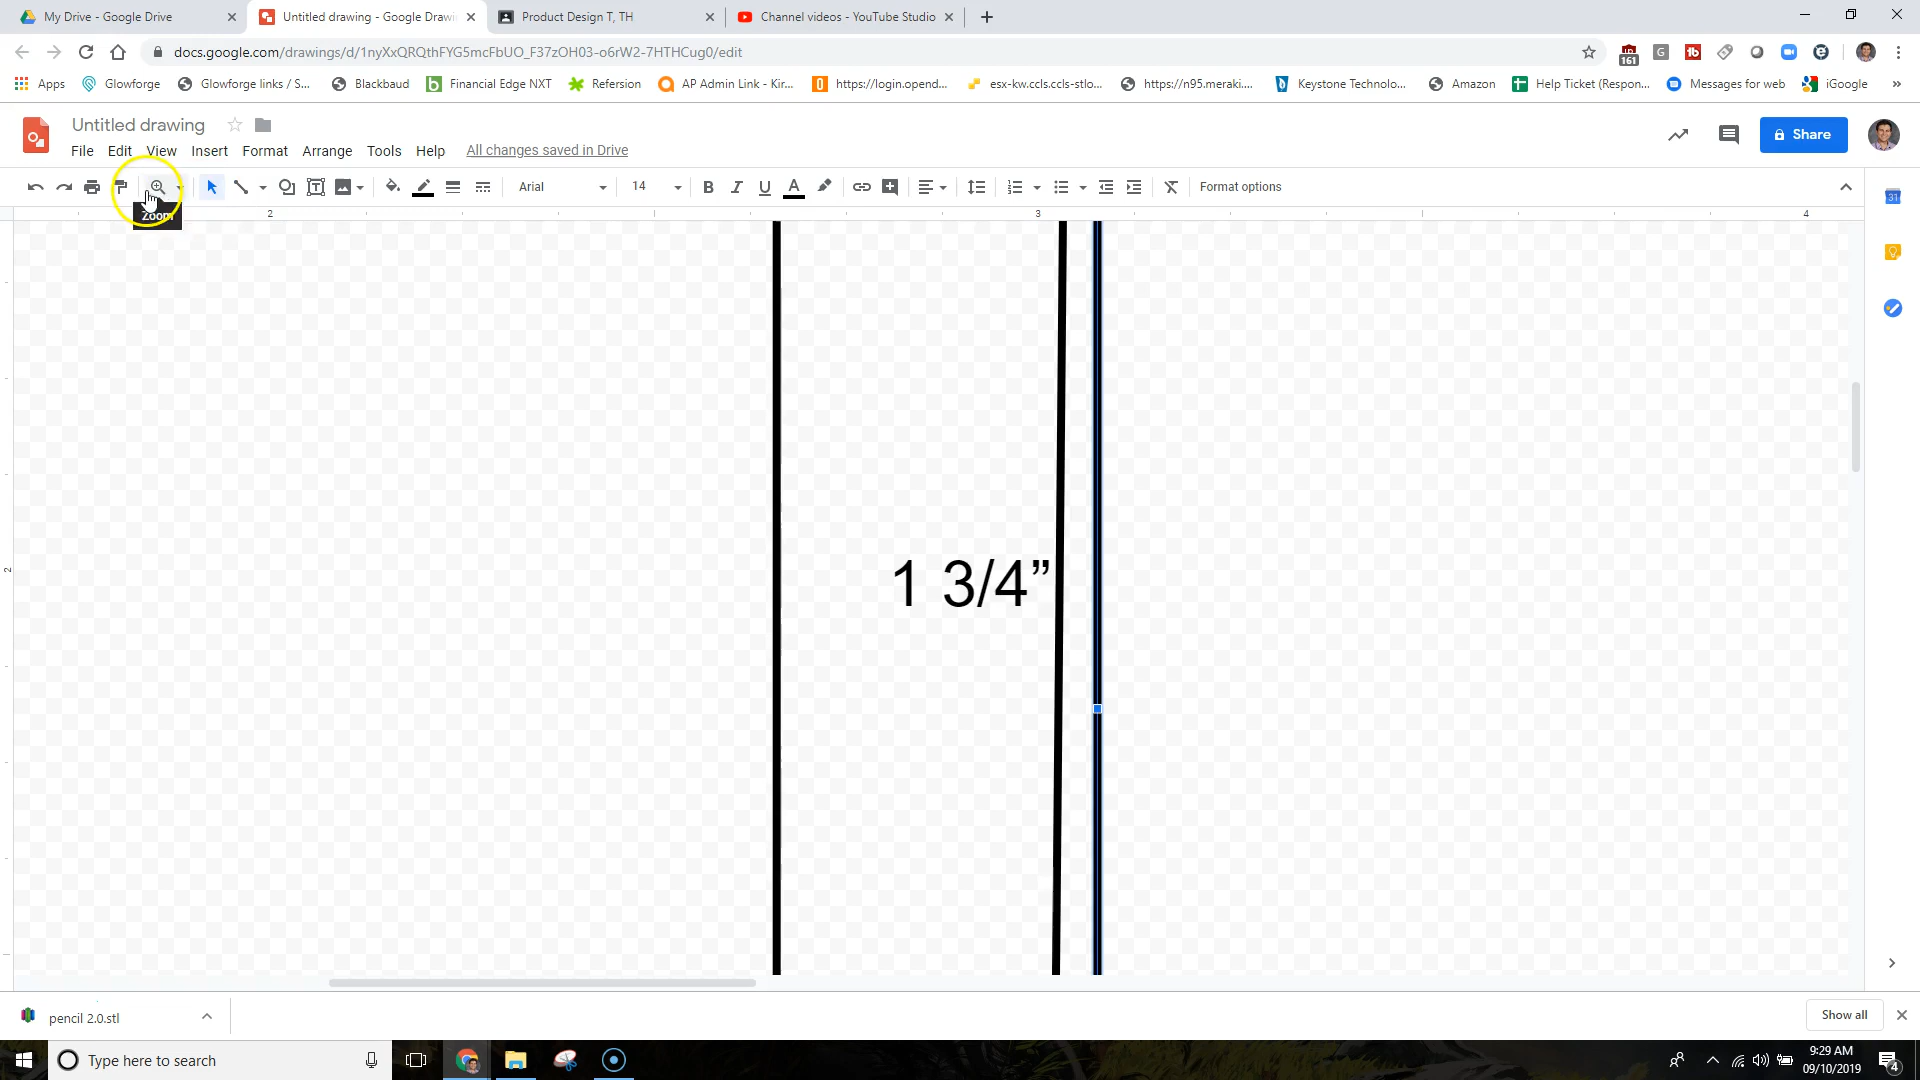 My Drive - Google Drive
Untitled drawing - Google Drawi
Product Design T, TH
Channel videos - YouTube Studio
docs.google.com/drawings/d/1nyXxQRQthFYG5mcFbUO_F37zOH03-o6rW2-7HTHCug0/edit
161
Apps
Glowforge
Glowforge links / S...
Blackbaud
Financial Edge NXT
Refersion
AP Admin Link - Kir...
https://login.opend...
esx-kw.ccls.ccls-stlo...
https://n95.meraki....
Keystone Technolo...
Amazon
Help Ticket (Respon...
Messages for web
iGoogle
»
Untitled drawing
File Edit View Insert Format Arrange Tools Help
All changes saved in Drive
Share
Arial
14
B I U A
Format options
Zoom
2 3 4
31
2
1 3/4”
pencil 2.0.stl
Show all
Type here to search
9:29 AM
09/10/2019
4